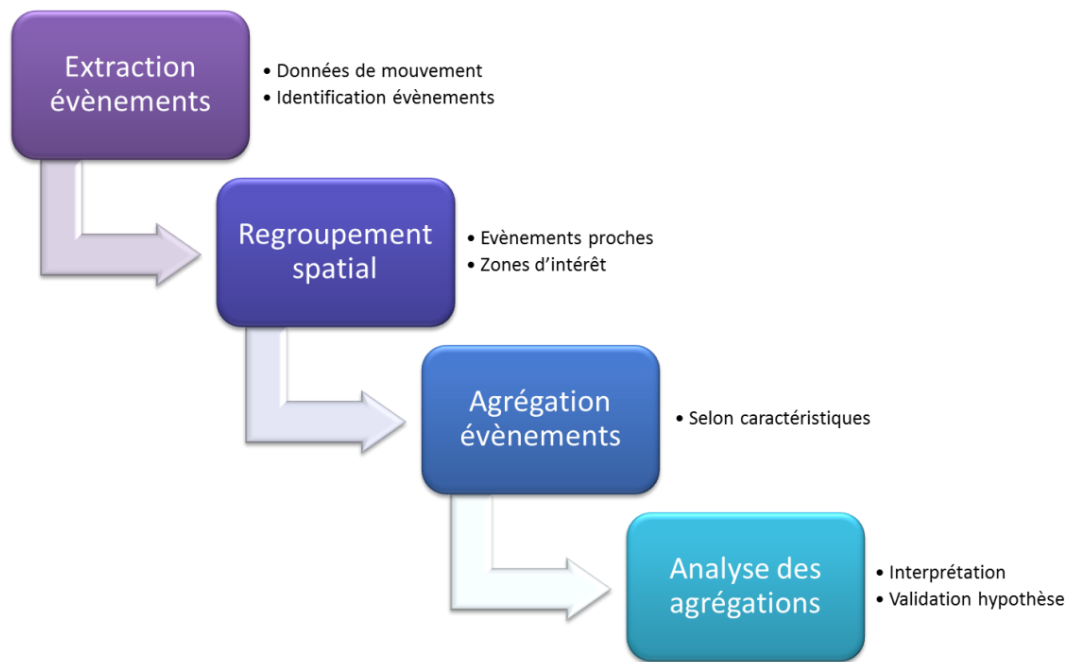 Extraction
évènements
• Données de mouvement
• Identification évènements
Regroupement
spatial
• Evènements proches
• Zones d’intérêt
Agrégation
évènements
• Selon caractéristiques
Analyse des
agrégations
• Interprétation
• Validation hypothèse